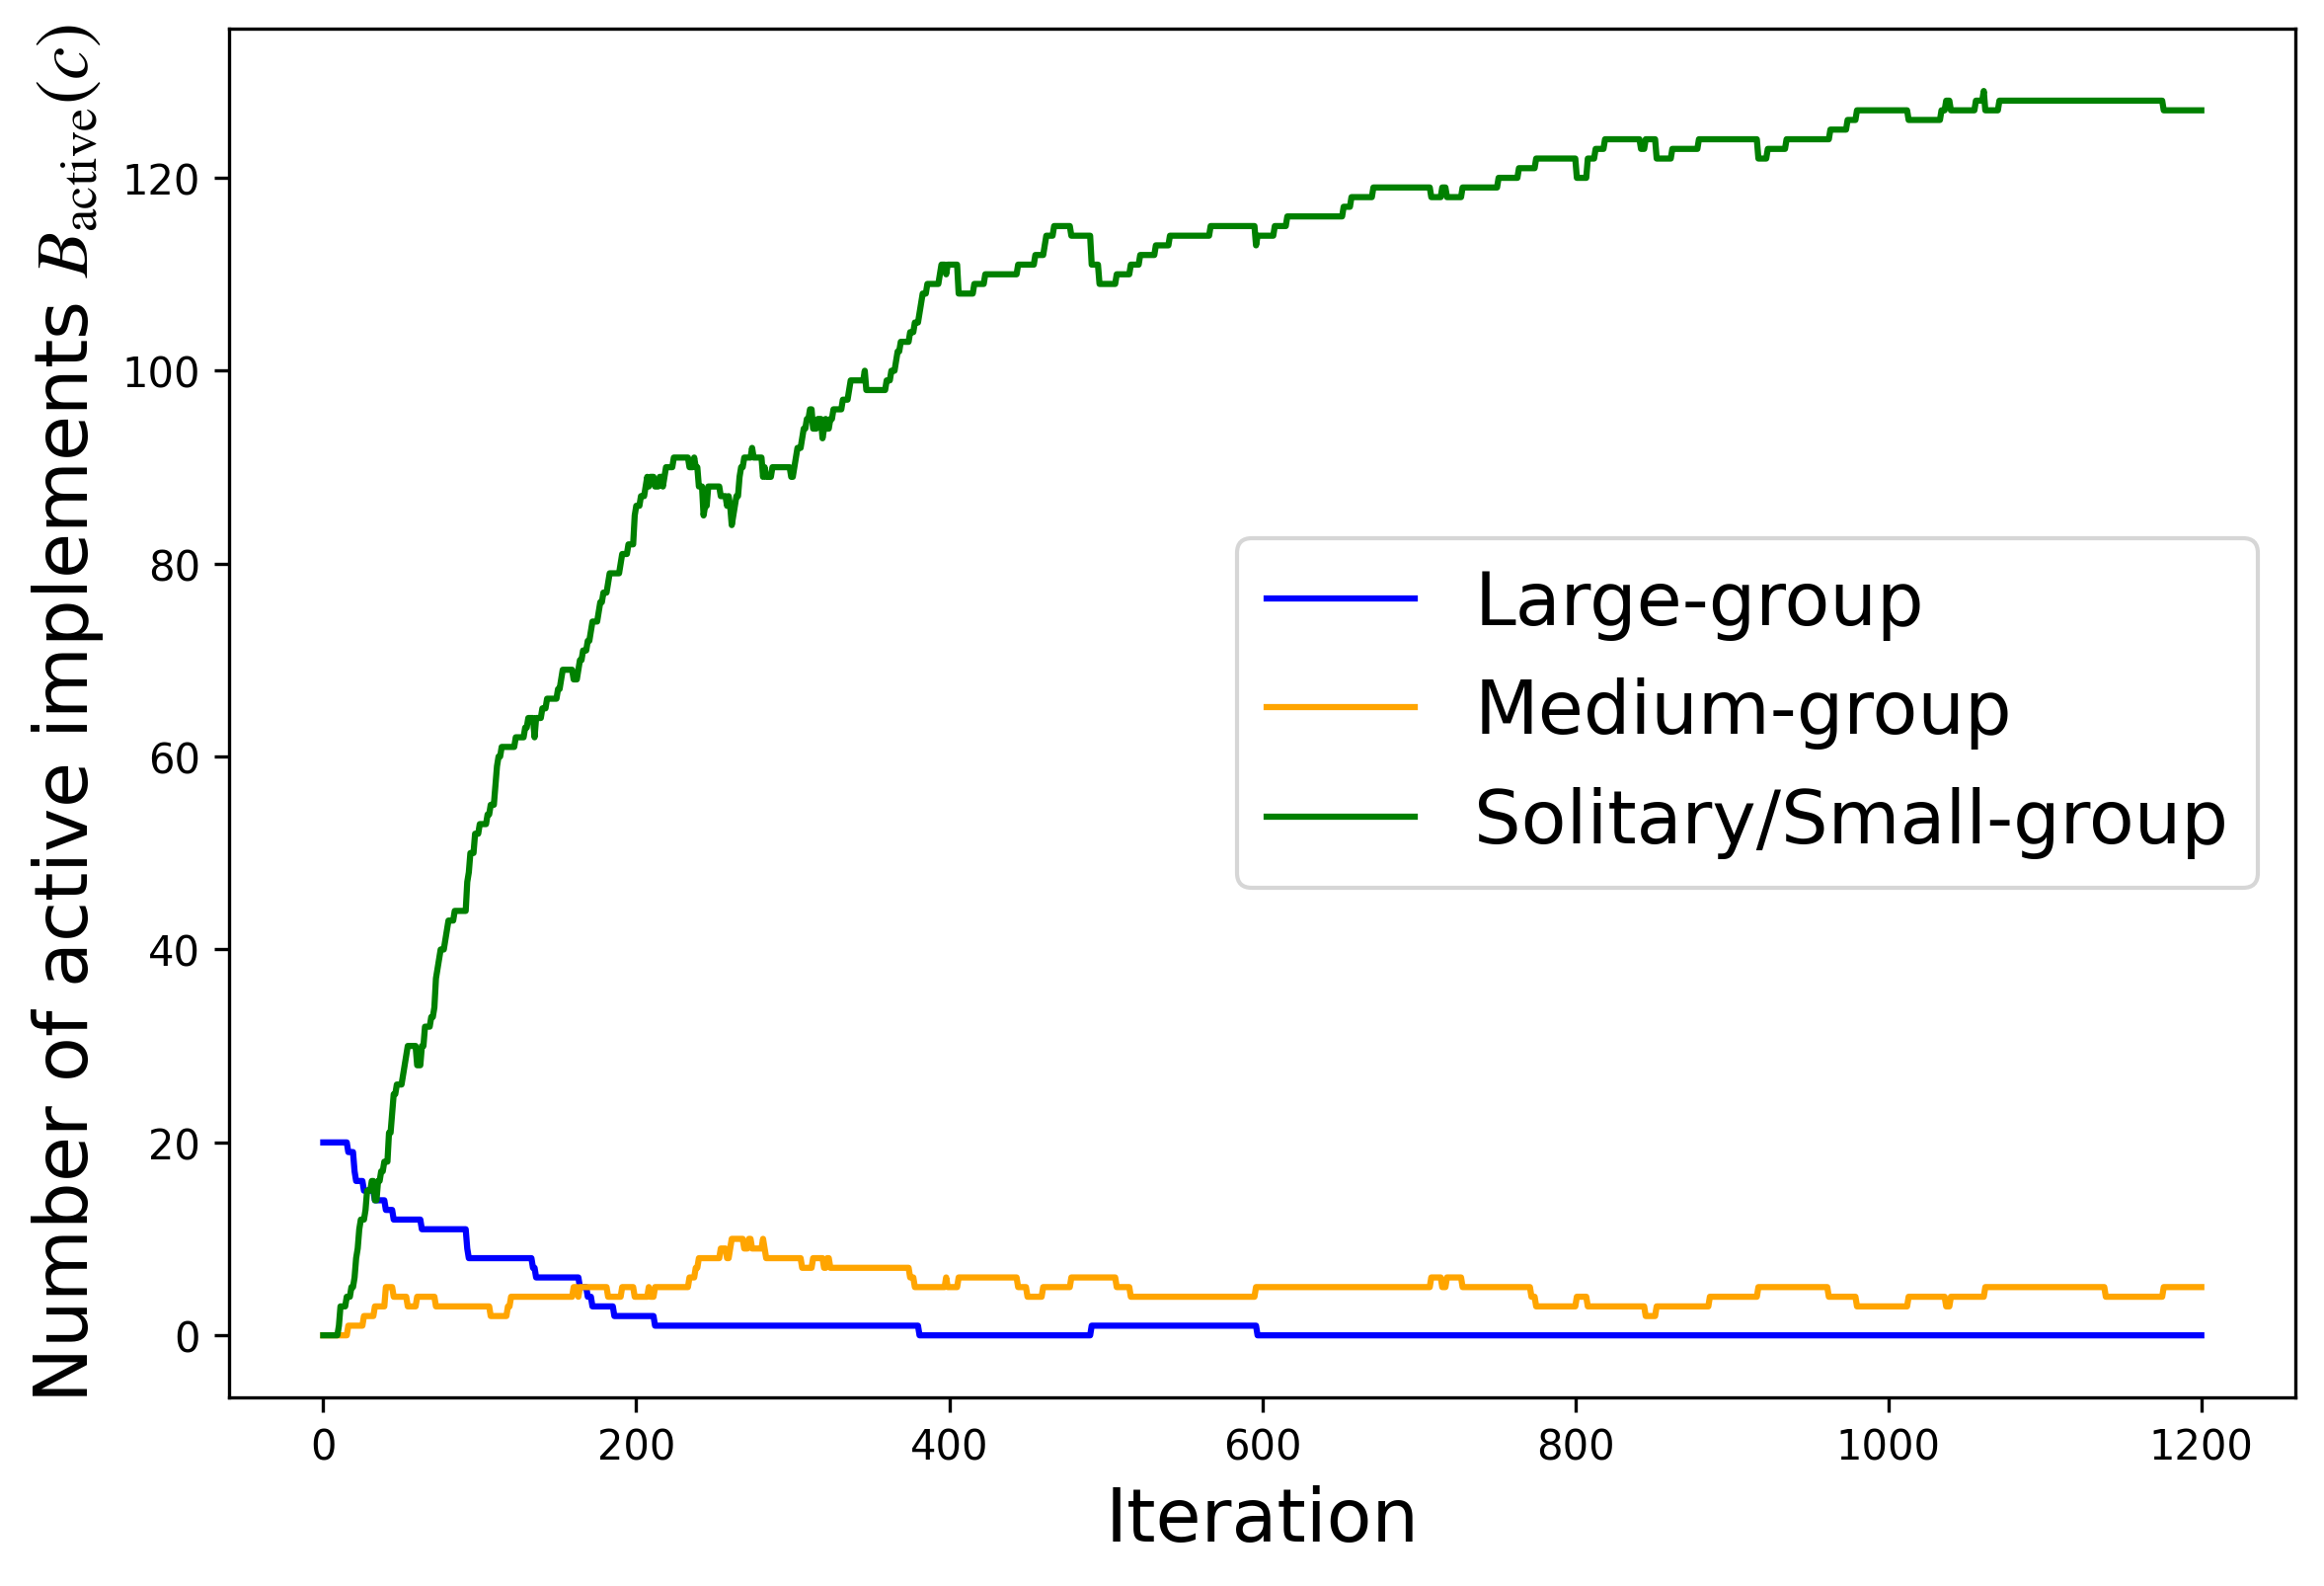 Number of active implements B_active(c)
120
100
80
60
40
20
0
Large-group
Medium-group
Solitary/Small-group
0 200 400 600 800 1000 1200
Iteration